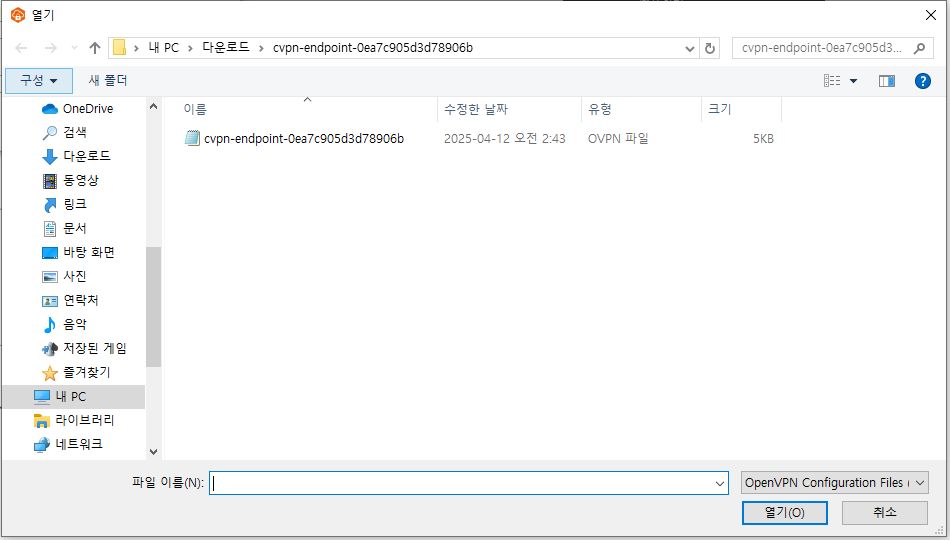 열기
내 PC > 다운로드 > cvpn-endpoint-0ea7c905d3d78906b
cvpn-endpoint-0ea7c905d3...
구성
새 폴더
OneDrive
검색
다운로드
동영상
링크
문서
바탕 화면
사진
연락처
음악
저장된 게임
즐겨찾기
내 PC
라이브러리
네트워크
이름 수정한 날짜 유형 크기
cvpn-endpoint-0ea7c905d3d78906b 2025-04-12 오전 2:43 OVPN 파일 5KB
파일 이름(N):
OpenVPN Configuration Files (
열기(O) 취소